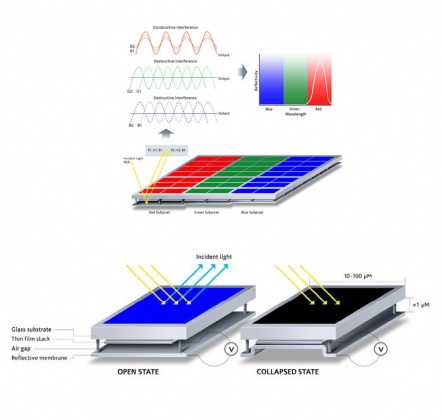 Constructive Interference
R2
R1
Output
Destructive Interference
G2 G1
Output
Destructive Interference
B2 B1
Output
Reflectivity
Blue
Green
Red
Wavelength
Incident Light
RGB
R1, G1, B1
R2, G2, B2
Red Subpixel
Green Subpixel
Blue Subpixel
Incident light
10-100 µM
<1 µM
Glass substrate
Thin film stack
Air gap
Reflective membrane
V
V
OPEN STATE
COLLAPSED STATE